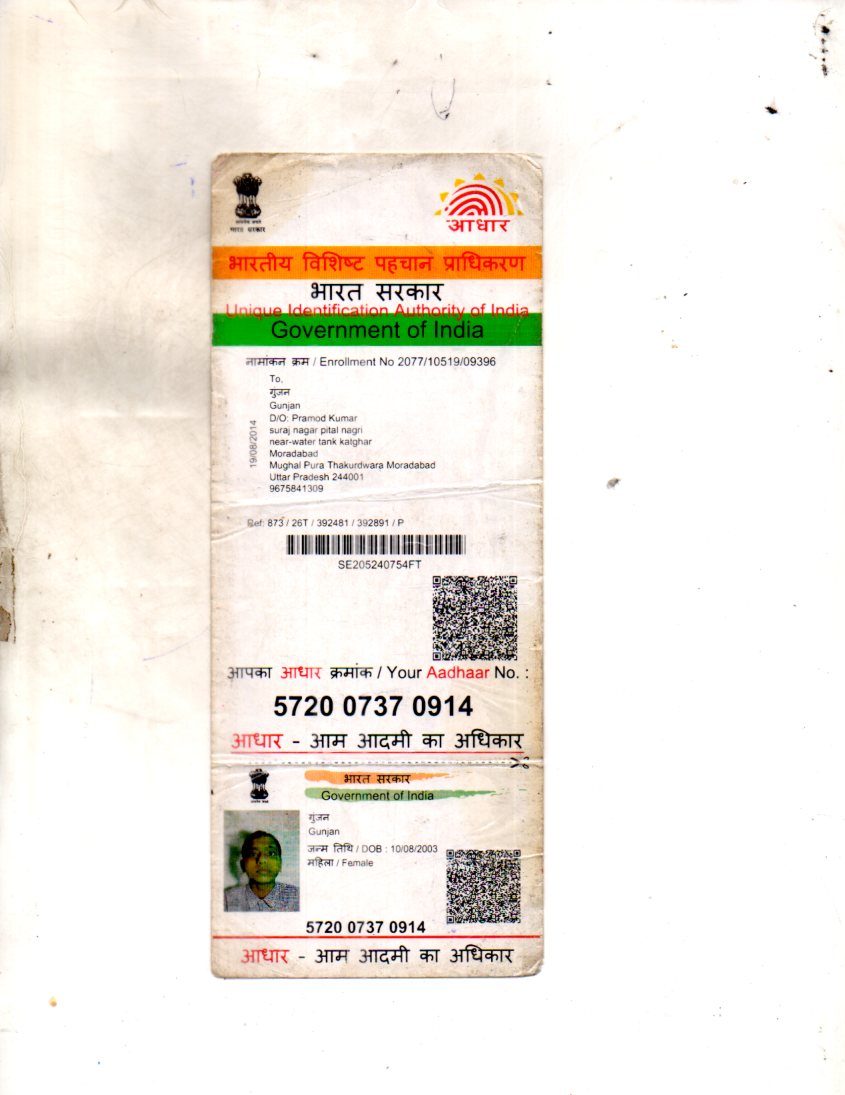 भारत सरकार
आधार
भारतीय विशिष्ट पहचान प्राधिकरण
भारत सरकार
Unique Identification Authority of India
Government of India
नामांकन क्रम / Enrollment No 2077/10519/09396
To,
गुंजन
Gunjan
D/O: Pramod Kumar
suraj nagar pital nagri
near-water tank katghar
Moradabad
Mughal Pura Thakurdwara Moradabad
Uttar Pradesh 244001
9675841309
19/08/2014
Ref: 873 / 26T / 392481 / 392891 / P
SE205240754FT
आपका आधार क्रमांक / Your Aadhaar No. :
5720 0737 0914
आधार - आम आदमी का अधिकार
भारत सरकार
Government of India
गुंजन
Gunjan
जन्म तिथि / DOB : 10/08/2003
महिला / Female
5720 0737 0914
आधार - आम आदमी का अधिकार